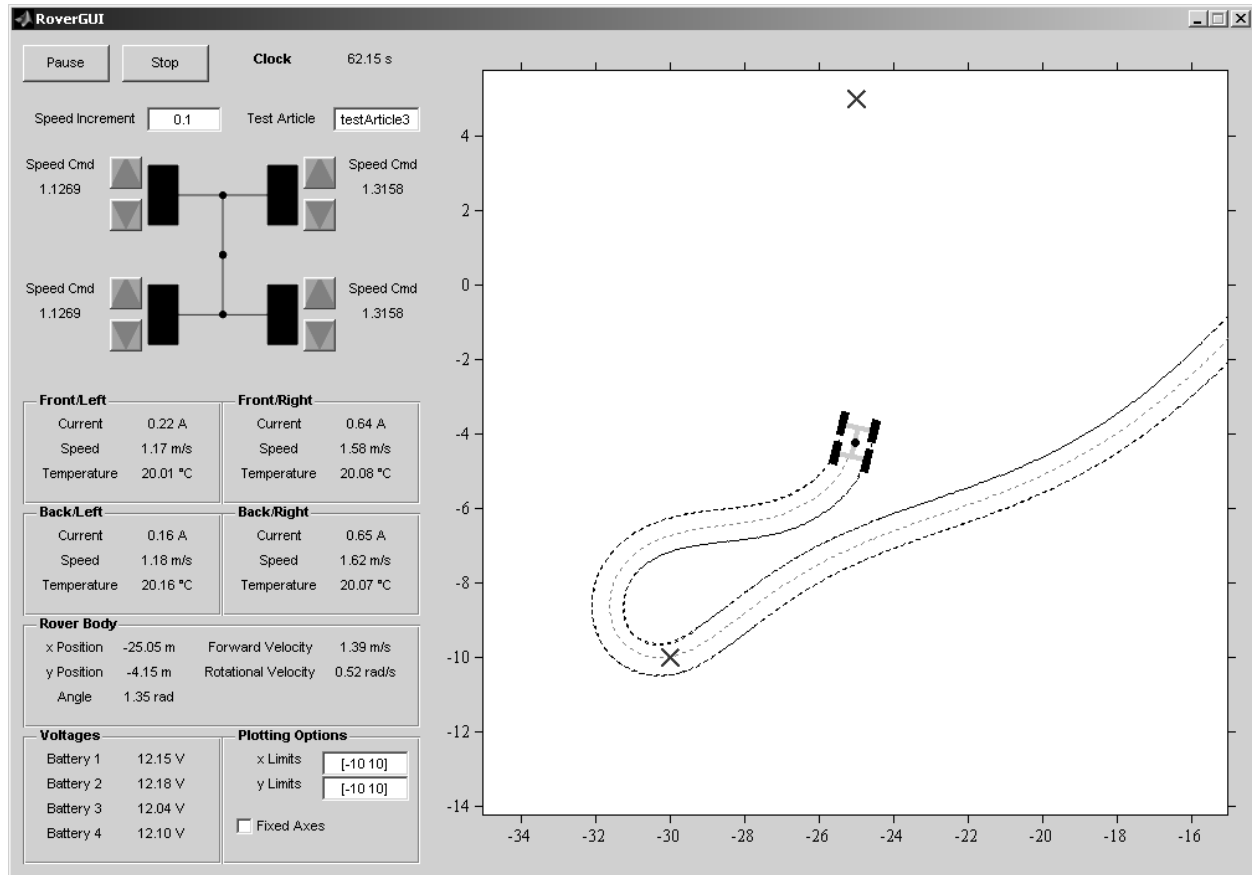 RoverGUI
Pause Stop Clock 62.15 s
Speed Increment 0.1 Test Article testArticle3
Speed Cmd Speed Cmd
1.1269 1.3158
Speed Cmd Speed Cmd
1.1269 1.3158
Front/Left Front/Right
Current 0.22 A Current 0.64 A
Speed 1.17 m/s Speed 1.58 m/s
Temperature 20.01 °C Temperature 20.08 °C
Back/Left Back/Right
Current 0.16 A Current 0.65 A
Speed 1.18 m/s Speed 1.62 m/s
Temperature 20.16 °C Temperature 20.07 °C
Rover Body
x Position -25.05 m Forward Velocity 1.39 m/s
y Position -4.15 m Rotational Velocity 0.52 rad/s
Angle 1.35 rad
Voltages Plotting Options
Battery 1 12.15 V x Limits [-10 10]
Battery 2 12.18 V y Limits [-10 10]
Battery 3 12.04 V
Battery 4 12.10 V Fixed Axes
4
2
0
-2
-4
-6
-8
-10
-12
-14
-34 -32 -30 -28 -26 -24 -22 -20 -18 -16